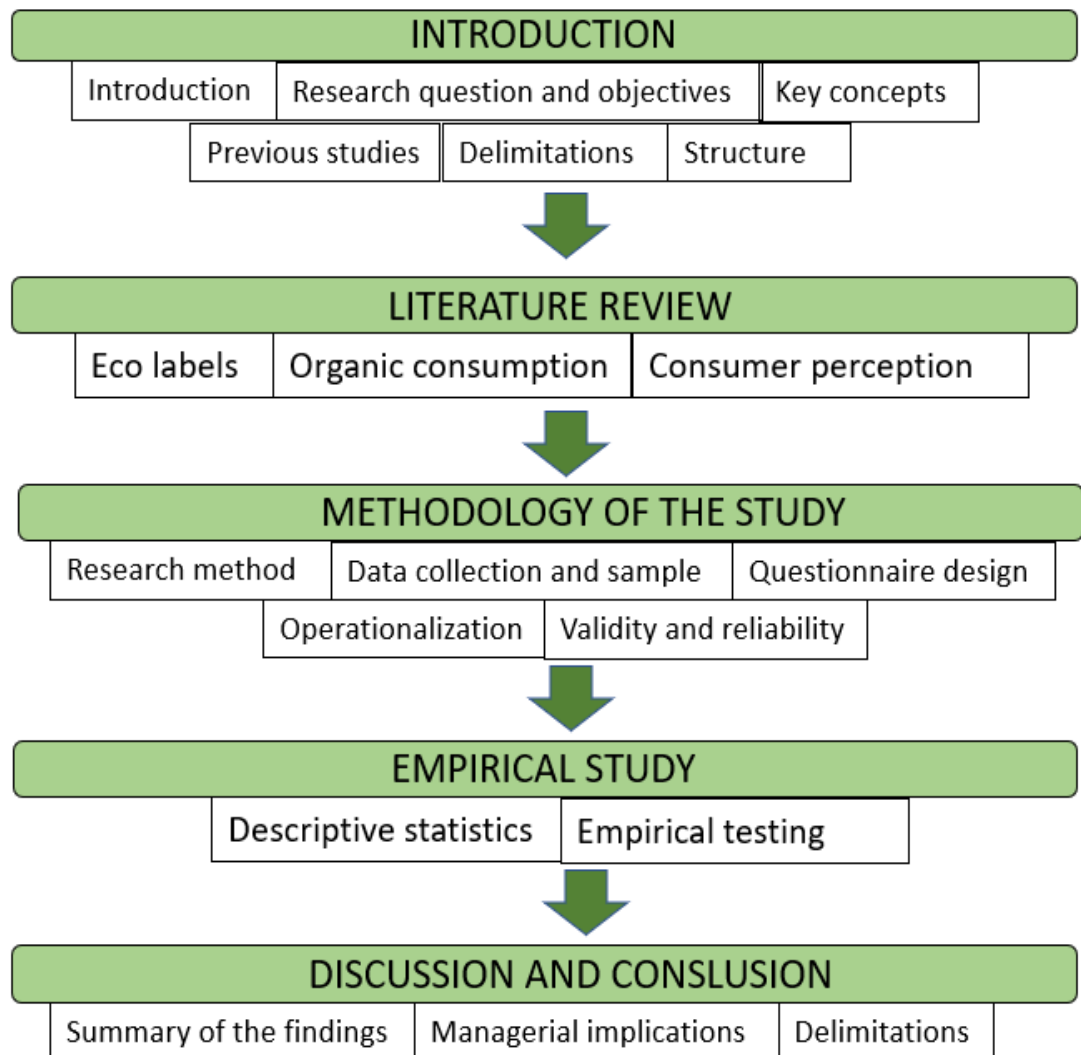 INTRODUCTION
Introduction Research question and objectives Key concepts
Previous studies Delimitations Structure
LITERATURE REVIEW
Eco labels Organic consumption Consumer perception
METHODOLOGY OF THE STUDY
Research method Data collection and sample Questionnaire design
Operationalization Validity and reliability
EMPIRICAL STUDY
Descriptive statistics Empirical testing
DISCUSSION AND CONSLUSION
Summary of the findings Managerial implications Delimitations